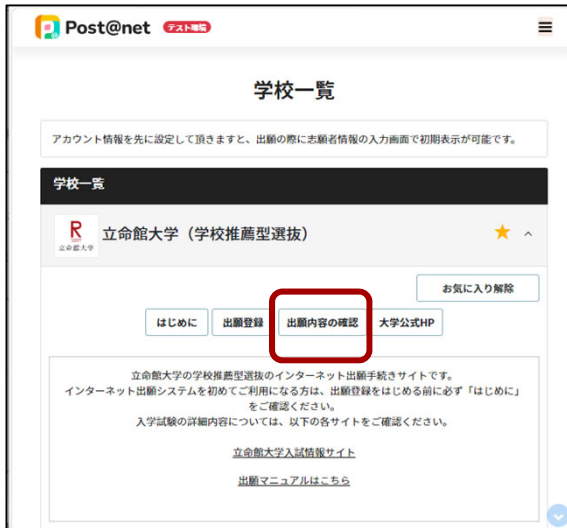 Post@net テスト環境
学校一覧
アカウント情報を先に設定して頂きますと、出願の際に志願者情報の入力画面で初期表示が可能です。
学校一覧
R 立命館大学 立命館大学（学校推薦型選抜）
お気に入り解除
はじめに 出願登録 出願内容の確認 大学公式HP
立命館大学の学校推薦型選抜のインターネット出願手続きサイトです。
インターネット出願システムを初めてご利用になる方は、出願登録をはじめる前に必ず「はじめに」
をご確認ください。
入学試験の詳細内容については、以下の各サイトをご確認ください。
立命館大学入試情報サイト
出願マニュアルはこちら